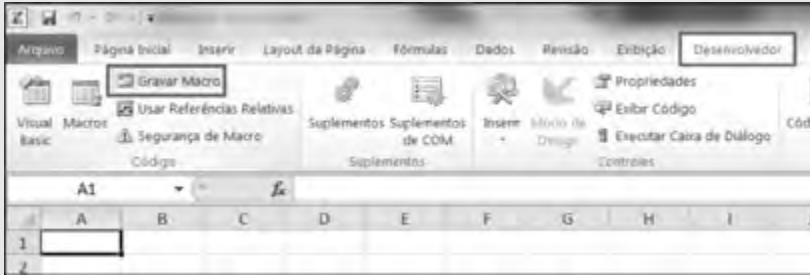 Arquivo Página Inicial Inserir Layout da Página Fórmulas Dados Revisão Exibição Desenvolvedor
Visual Basic
Macros
Gravar Macro
Usar Referências Relativas
Segurança de Macro
Código
Suplementos
Suplementos de COM
Suplementos
Inserir
Modo de Design
Propriedades
Exibir Código
Executar Caixa de Diálogo
Controles
Cód
A1 fx
A B C D E F G H I
1
2